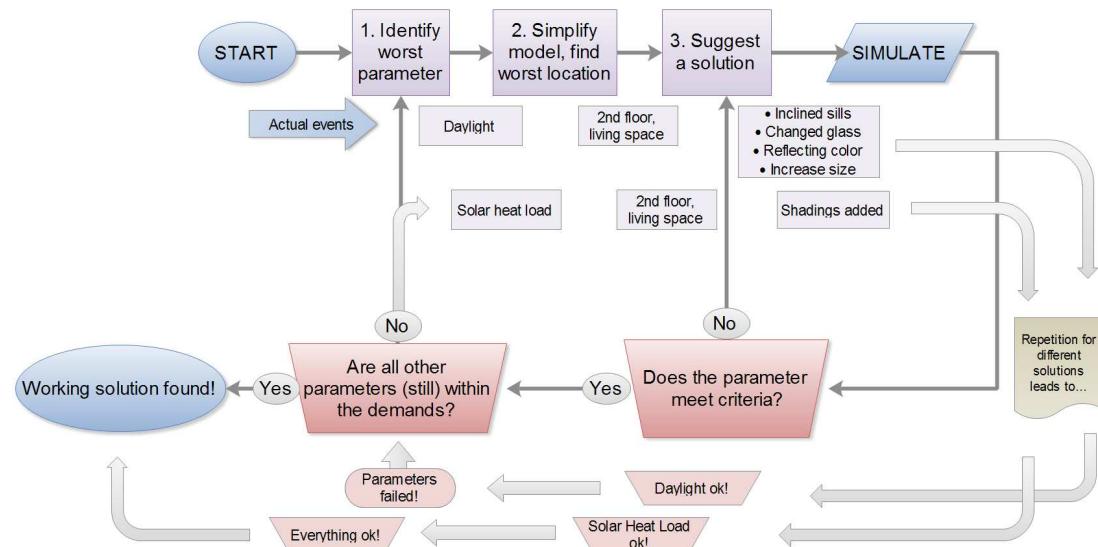 START
1. Identify
worst
parameter
2. Simplify
model, find
worst location
3. Suggest
a solution
SIMULATE
Actual events
Daylight
2nd floor,
living space
• Inclined sills
• Changed glass
• Reflecting color
• Increase size
Solar heat load
2nd floor,
living space
Shadings added
No
No
Repetition for
different
solutions
leads to...
Working solution found!
Yes
Are all other
parameters (still) within
the demands?
Yes
Does the parameter
meet criteria?
Parameters
failed!
Daylight ok!
Everything ok!
Solar Heat Load
ok!